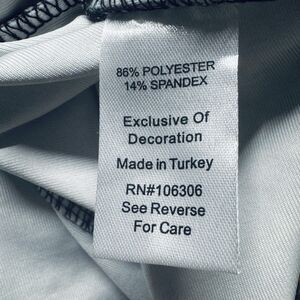 86% POLYESTER
14% SPANDEX
Exclusive Of
Decoration
Made in Turkey
RN#106306
See Reverse
For Care